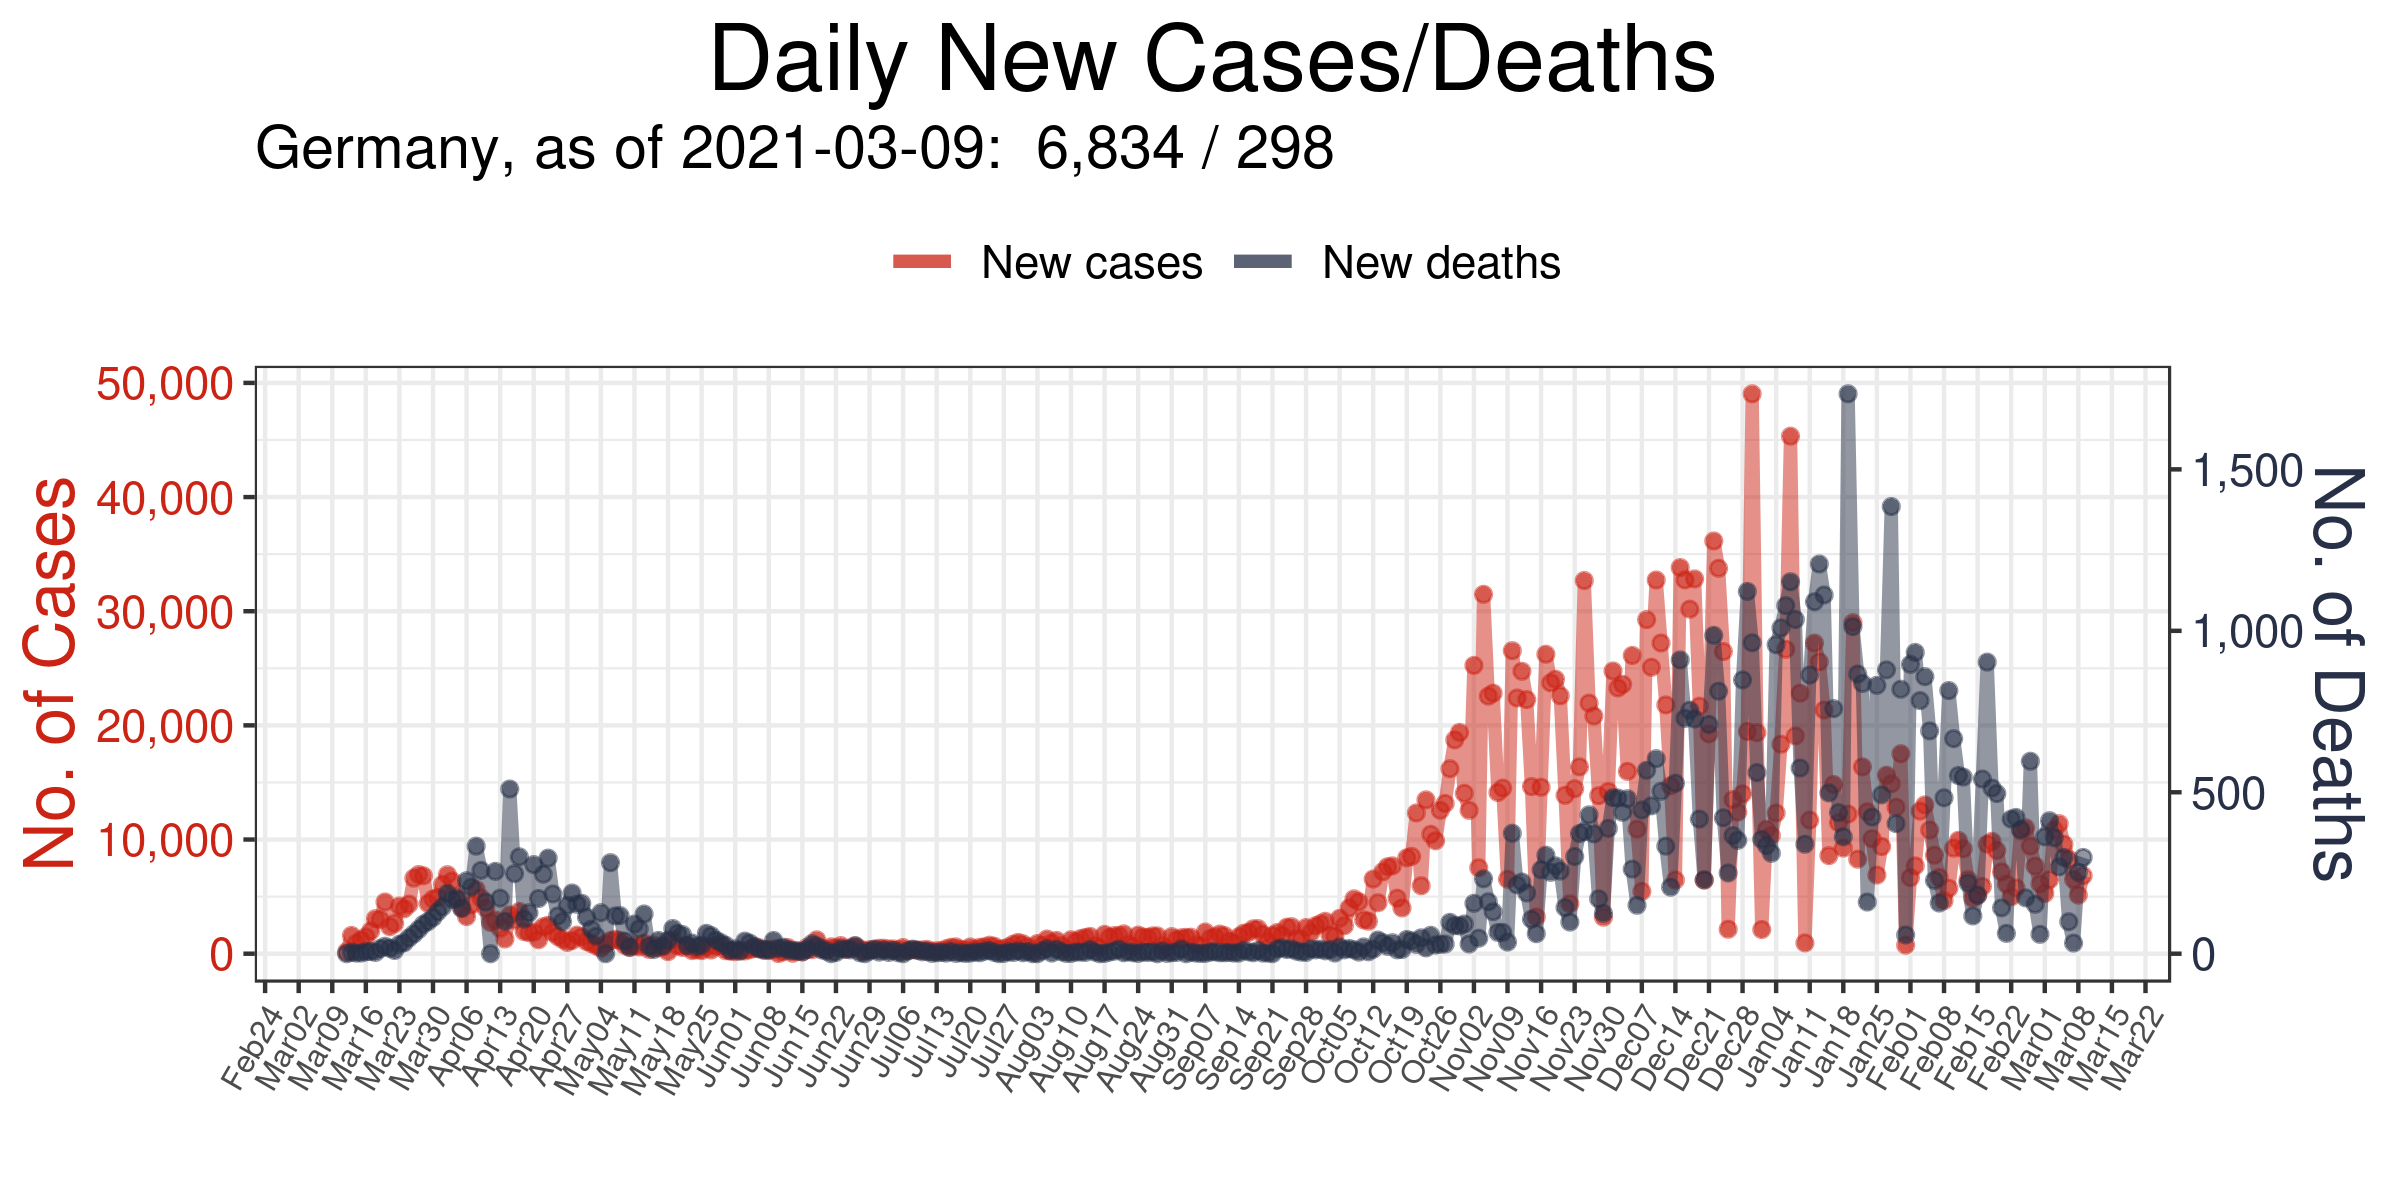 Daily New Cases/Deaths
Germany, as of 2021-03-09:  6,834 / 298
New cases New deaths
No. of Cases
50,000
40,000
30,000
20,000
10,000
0
1,500
1,000
500
0
No. of Deaths
Feb24 Mar02 Mar09 Mar16 Mar23 Mar30 Apr06 Apr13 Apr20 Apr27 May04 May11 May18 May25 Jun01 Jun08 Jun15 Jun22 Jun29 Jul06 Jul13 Jul20 Jul27 Aug03 Aug10 Aug17 Aug24 Aug31 Sep07 Sep14 Sep21 Sep28 Oct05 Oct12 Oct19 Oct26 Nov02 Nov09 Nov16 Nov23 Nov30 Dec07 Dec14 Dec21 Dec28 Jan04 Jan11 Jan18 Jan25 Feb01 Feb08 Feb15 Feb22 Mar01 Mar08 Mar15 Mar22